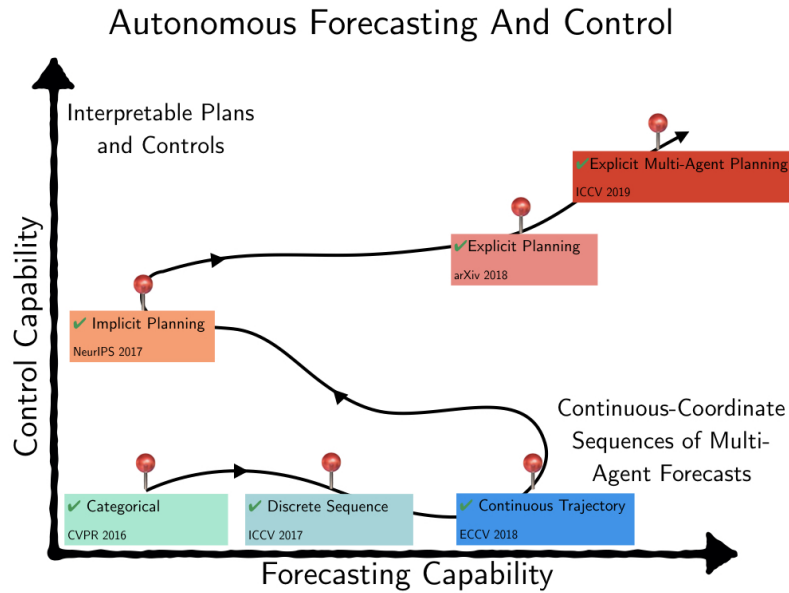 Autonomous Forecasting And Control
Interpretable Plans
and Controls
✔Explicit Multi-Agent Planning
ICCV 2019
✔Explicit Planning
arXiv 2018
✔ Implicit Planning
NeurIPS 2017
Continuous-Coordinate
Sequences of Multi-
Agent Forecasts
✔ Categorical
CVPR 2016
✔ Discrete Sequence
ICCV 2017
✔ Continuous Trajectory
ECCV 2018
Control Capability
Forecasting Capability